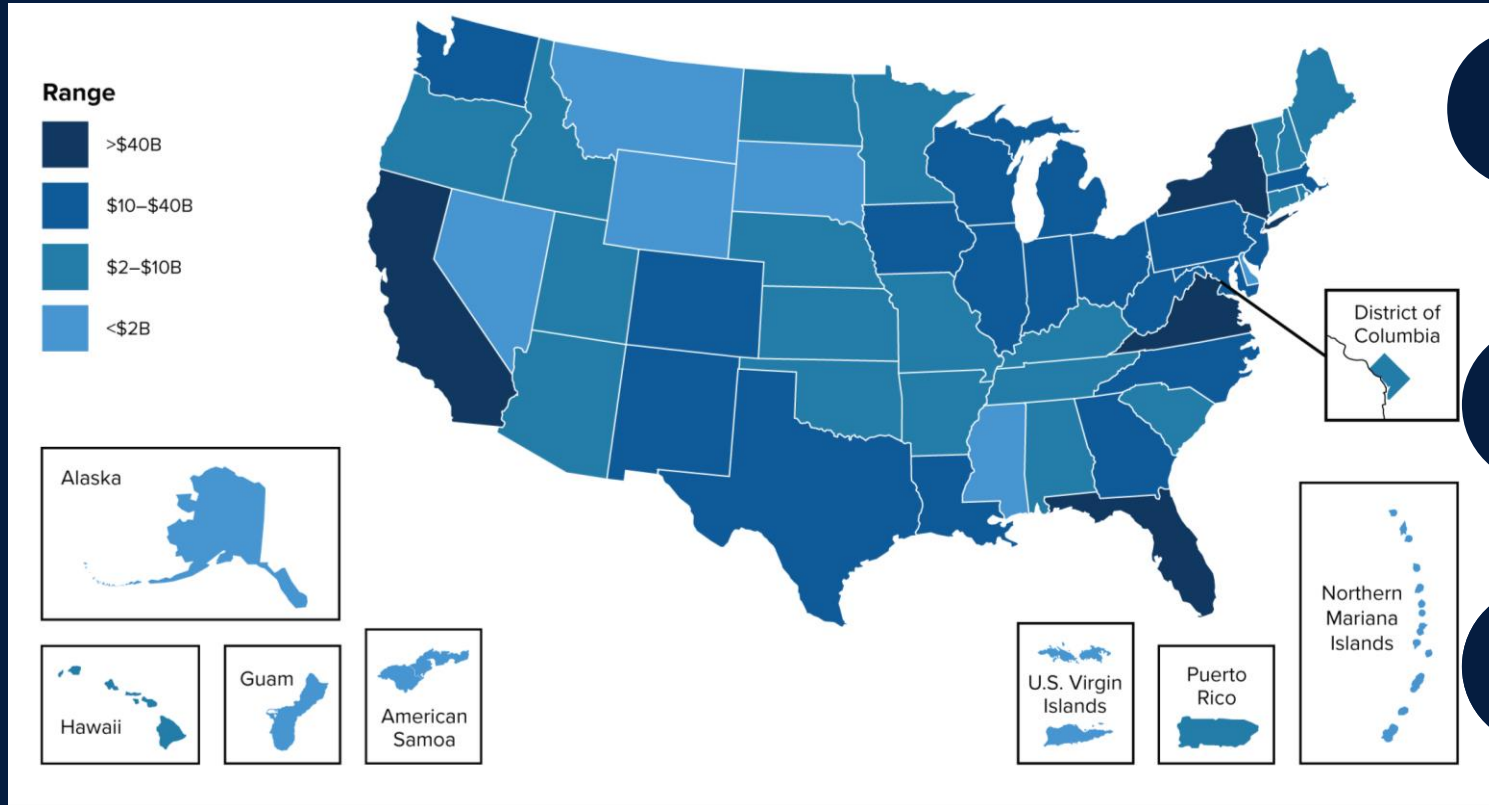 Range
>$40B
$10–$40B
$2–$10B
<$2B
District of
Columbia
Alaska
Hawaii
Guam
American
Samoa
U.S. Virgin
Islands
Puerto
Rico
Northern
Mariana
Islands